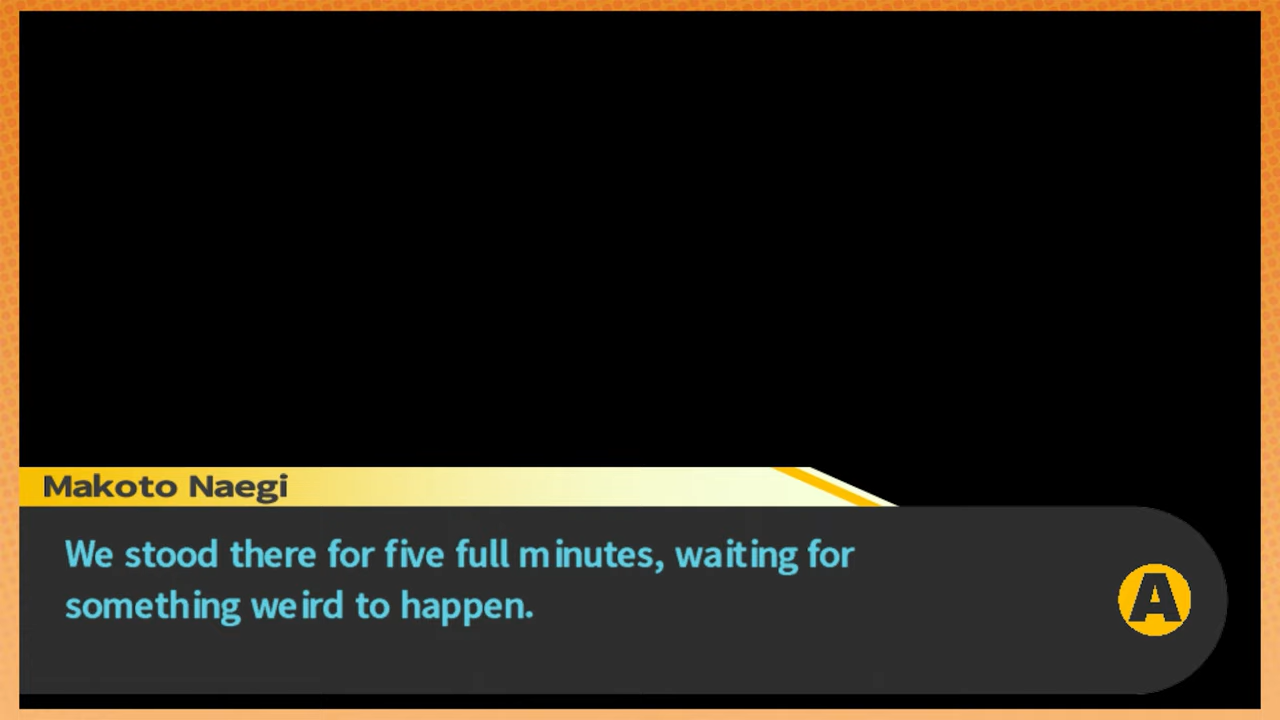 Makoto Naegi
We stood there for five full minutes, waiting for
something weird to happen.
A